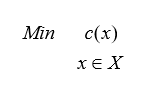 Min c(x)
x ∈ X